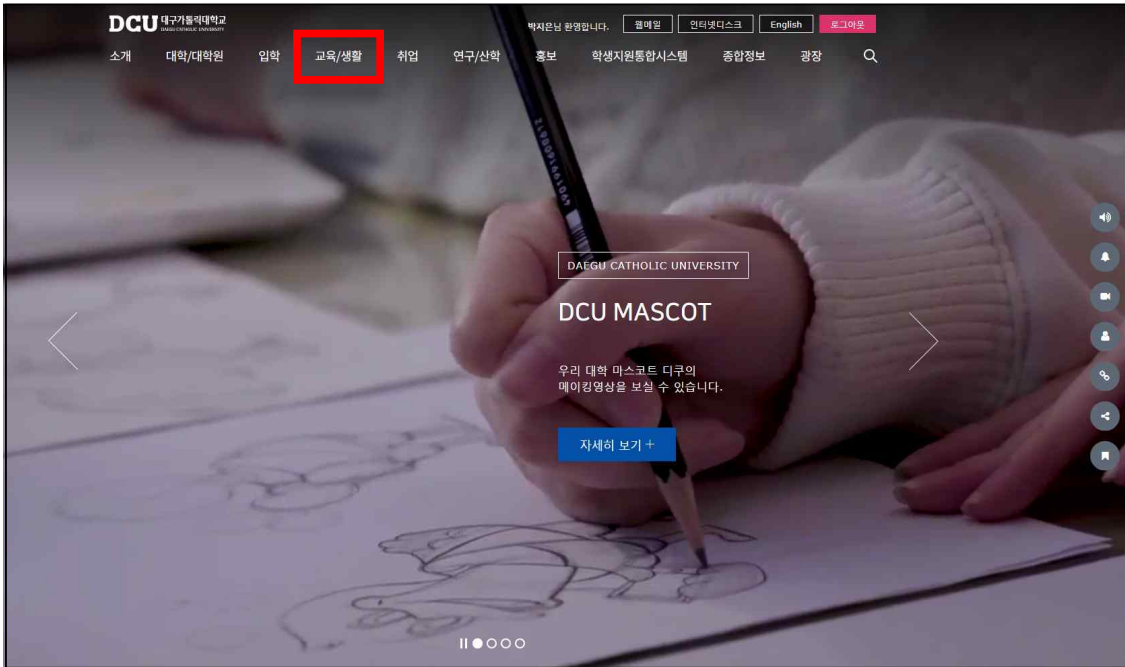 DCU 대구가톨릭대학교
DAEGU CATHOLIC UNIVERSITY
박지은님 환영합니다. 웹메일 인터넷디스크 English 로그아웃
소개 대학/대학원 입학 교육/생활 취업 연구/산학 홍보 학생지원통합시스템 종합정보 광장
DAEGU CATHOLIC UNIVERSITY
DCU MASCOT
우리 대학 마스코트 디쿠의
메이킹영상을 보실 수 있습니다.
자세히 보기 +